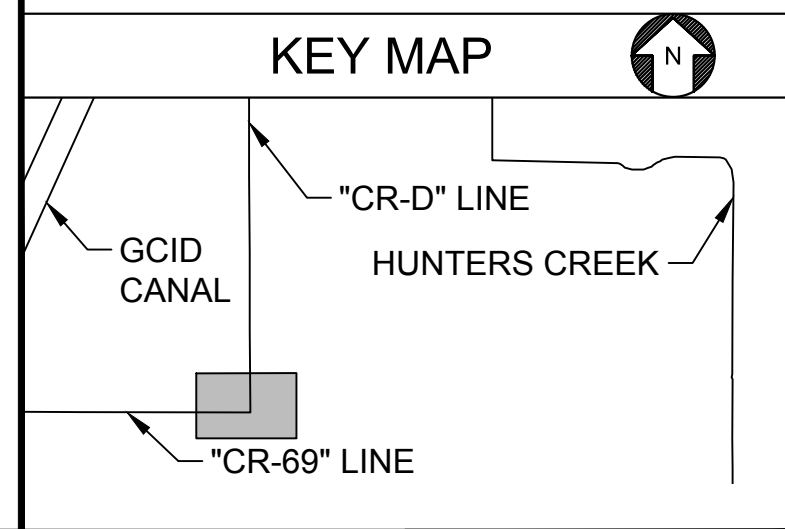 KEY MAP
N
"CR-D" LINE
GCID
CANAL
HUNTERS CREEK
"CR-69" LINE